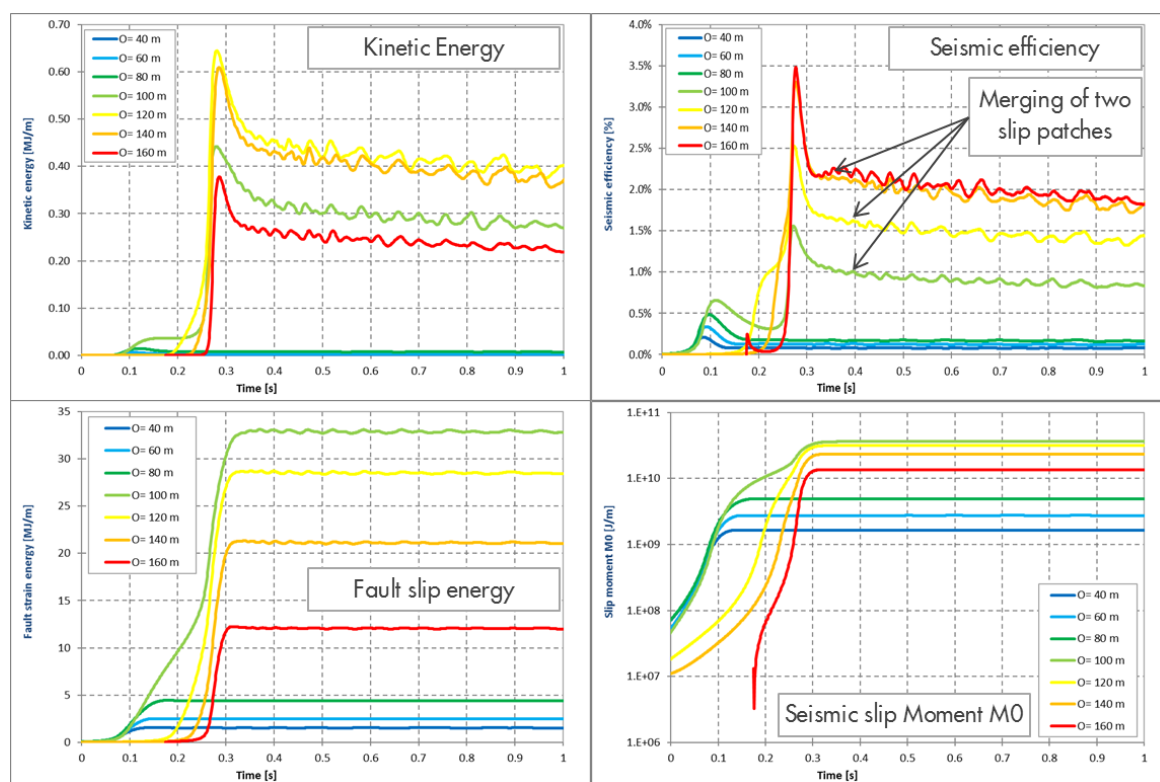 Kinetic Energy
0.70
0.60
0.50
0.40
0.30
0.20
0.10
0.00
Kinetic energy [MJ/m]
O= 40 m
O= 60 m
O= 80 m
O= 100 m
O= 120 m
O= 140 m
O= 160 m
0 0.1 0.2 0.3 0.4 0.5 0.6 0.7 0.8 0.9 1
Time [s]
Seismic efficiency
Merging of two
slip patches
4.0%
3.5%
3.0%
2.5%
2.0%
1.5%
1.0%
0.5%
0.0%
Seismic efficiency [%]
O= 40 m
O= 60 m
O= 80 m
O= 100 m
O= 120 m
O= 140 m
O= 160 m
0 0.1 0.2 0.3 0.4 0.5 0.6 0.7 0.8 0.9 1
Time [s]
35
30
25
20
15
10
5
0
Fault strain energy [MJ/m]
O= 40 m
O= 60 m
O= 80 m
O= 100 m
O= 120 m
O= 140 m
O= 160 m
Fault slip energy
0 0.1 0.2 0.3 0.4 0.5 0.6 0.7 0.8 0.9 1
Time [s]
1.E+11
1.E+10
1.E+09
1.E+08
1.E+07
1.E+06
Slip moment M0 [J/m]
O= 40 m
O= 60 m
O= 80 m
O= 100 m
O= 120 m
O= 140 m
O= 160 m
Seismic slip Moment M0
0 0.1 0.2 0.3 0.4 0.5 0.6 0.7 0.8 0.9 1
Time [s]